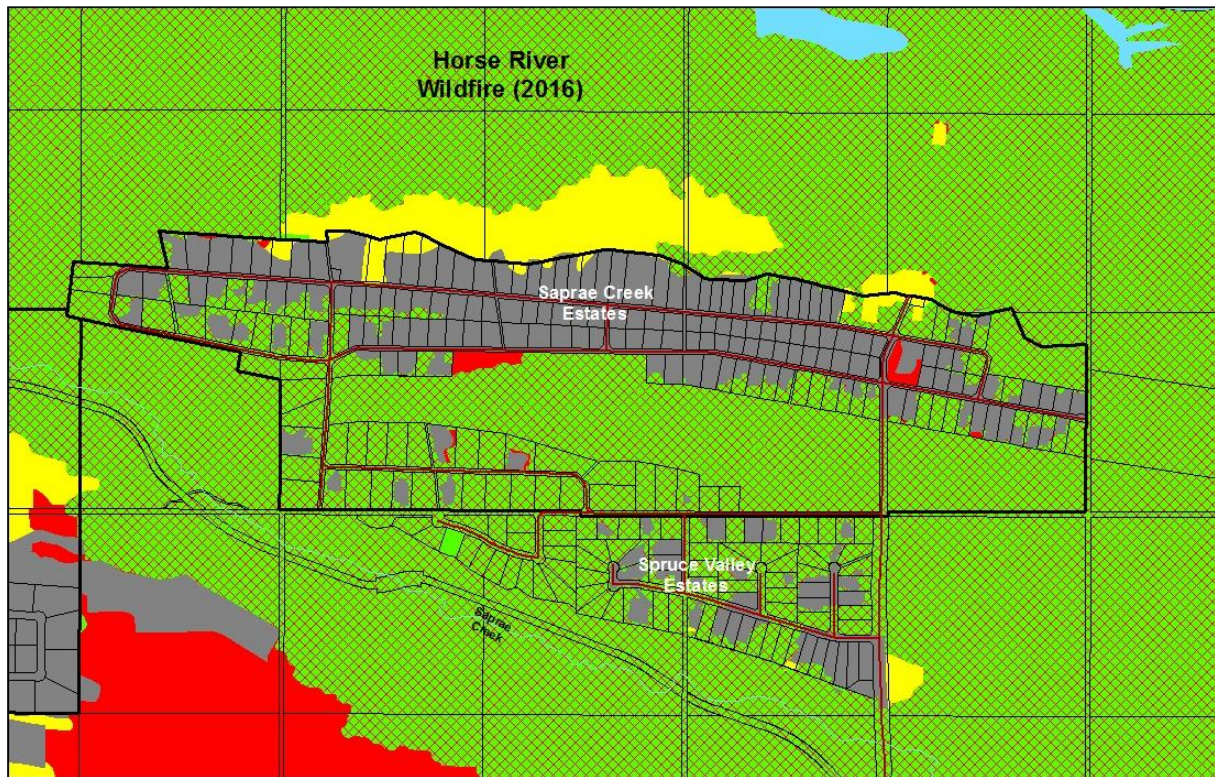 Horse River
Wildfire (2016)
Saprae Creek
Estates
Spruce Valley
Estates
Saprae
Creek